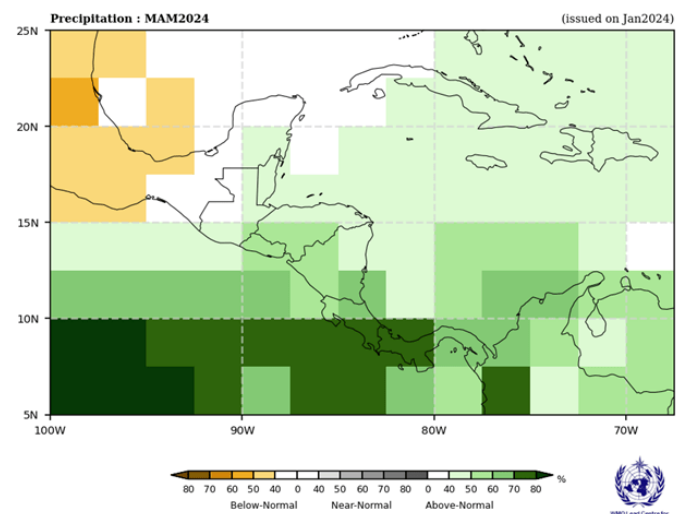 Precipitation : MAM2024 (issued on Jan2024)
25N
20N
15N
10N
5N
100W 90W 80W 70W
80 70 60 50 40 0 40 50 60 70 80 0 40 50 60 70 80 %
Below-Normal Near-Normal Above-Normal